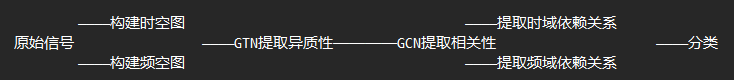 ————构建时空图 ————提取时域依赖关系
原始信号 ————GTN提取异质性————————GCN提取相关性 ————分类
————构建频空图 ————提取频域依赖关系